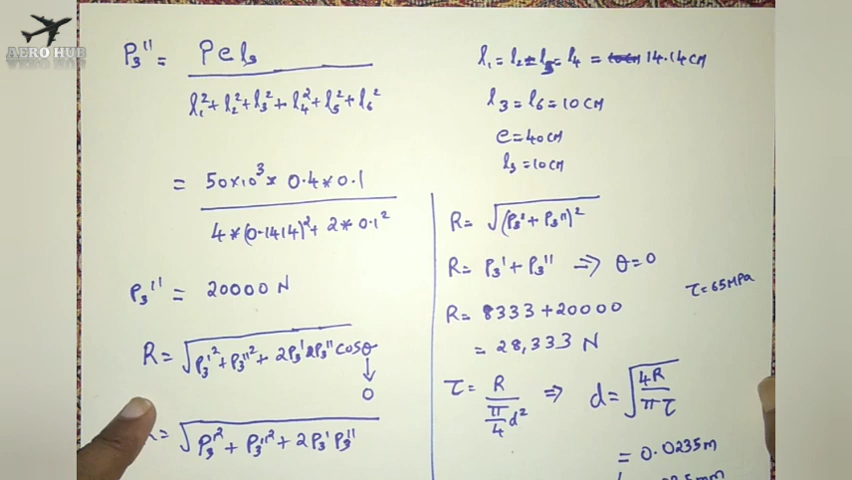 AERO HUB
P₃'' = P e l₃
l₁² + l₂² + l₃² + l₄² + l₅² + l₆²
= 50×10³ * 0.4 * 0.1
4 * (0.1414)² + 2 * 0.1²
P₃'' = 20000 N
R = √P₃'² + P₃''² + 2P₃' P₃'' cosθ
0
= √P₃'² + P₃''² + 2P₃' P₃''
l₁ = l₂ = l₅ = l₄ = 14.14 cm
l₃ = l₆ = 10 cm
e = 40 cm
l₃ = 10 cm
R = √(P₃' + P₃'')²
R = P₃' + P₃'' ⇒ θ = 0
τ = 65 MPa
R = 8333 + 20000
= 28,333 N
τ = R / π/4 d² ⇒ d = √4R/πτ
= 0.0235 m